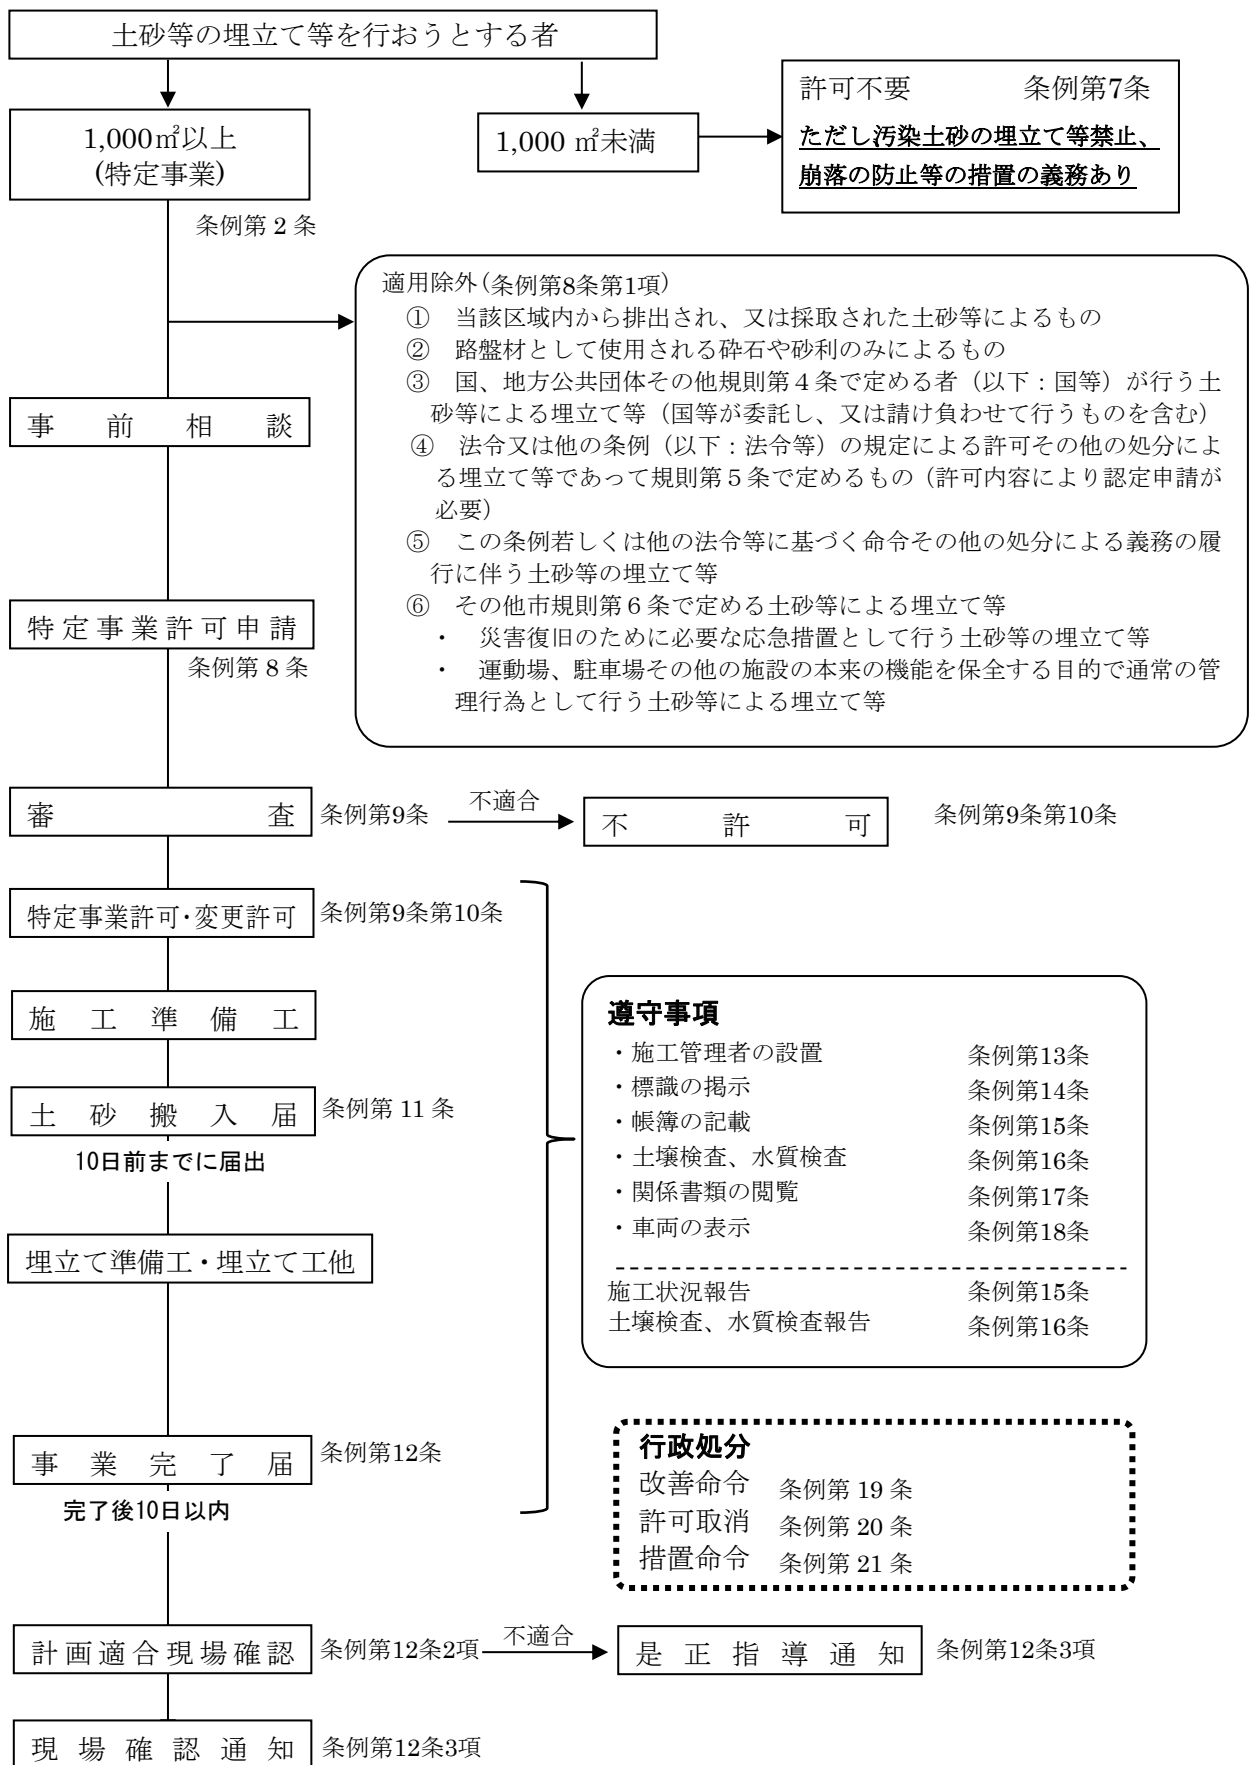 土砂等の埋立て等を行おうとする者
1,000㎡以上
(特定事業)
条例第２条
1,000 ㎡未満
許可不要　条例第7条
ただし汚染土砂の埋立て等禁止、
崩落の防止等の措置の義務あり
適用除外(条例第8条第1項)
①　当該区域内から排出され、又は採取された土砂等によるもの
②　路盤材として使用される砕石や砂利のみによるもの
③　国、地方公共団体その他規則第４条で定める者（以下：国等）が行う土
砂等による埋立て等（国等が委託し、又は請け負わせて行うものを含む）
④　法令又は他の条例（以下：法令等）の規定による許可その他の処分によ
る埋立て等であって規則第５条で定めるもの（許可内容により認定申請が
必要）
⑤　この条例若しくは他の法令等に基づく命令その他の処分による義務の履
行に伴う土砂等の埋立て等
⑥　その他市規則第６条で定める土砂等による埋立て等
・　災害復旧のために必要な応急措置として行う土砂等の埋立て等
・　運動場、駐車場その他の施設の本来の機能を保全する目的で通常の管
理行為として行う土砂等による埋立て等
事前相談
特定事業許可申請
条例第８条
審査　条例第9条　不適合　不許可　条例第9条第10条
特定事業許可・変更許可　条例第9条第10条
施工準備工
土砂搬入届　条例第 11 条
10日前までに届出
埋立て準備工・埋立て工他
遵守事項
・施工管理者の設置　条例第13条
・標識の掲示　条例第14条
・帳簿の記載　条例第15条
・土壌検査、水質検査　条例第16条
・関係書類の閲覧　条例第17条
・車両の表示　条例第18条
施工状況報告　条例第15条
土壌検査、水質検査報告　条例第16条
事業完了届　条例第12条
完了後10日以内
行政処分
改善命令　条例第 19 条
許可取消　条例第 20 条
措置命令　条例第 21 条
計画適合現場確認　条例第12条2項　不適合　是正指導通知　条例第12条3項
現場確認通知　条例第12条3項